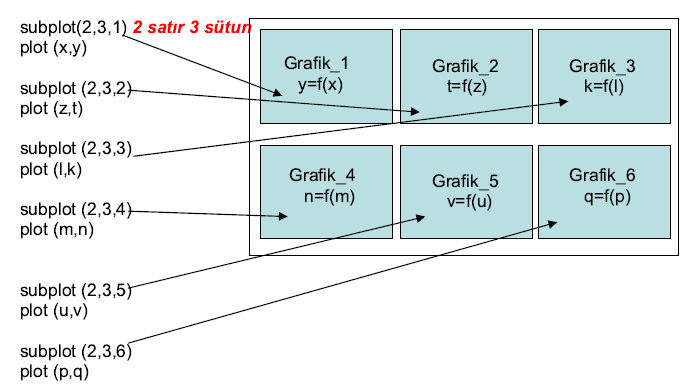 subplot(2,3,1) 2 satır 3 sütun
plot (x,y)
subplot (2,3,2)
plot (z,t)
subplot (2,3,3)
plot (l,k)
subplot (2,3,4)
plot (m,n)
subplot (2,3,5)
plot (u,v)
subplot (2,3,6)
plot (p,q)
Grafik_1
y=f(x)
Grafik_2
t=f(z)
Grafik_3
k=f(l)
Grafik_4
n=f(m)
Grafik_5
v=f(u)
Grafik_6
q=f(p)